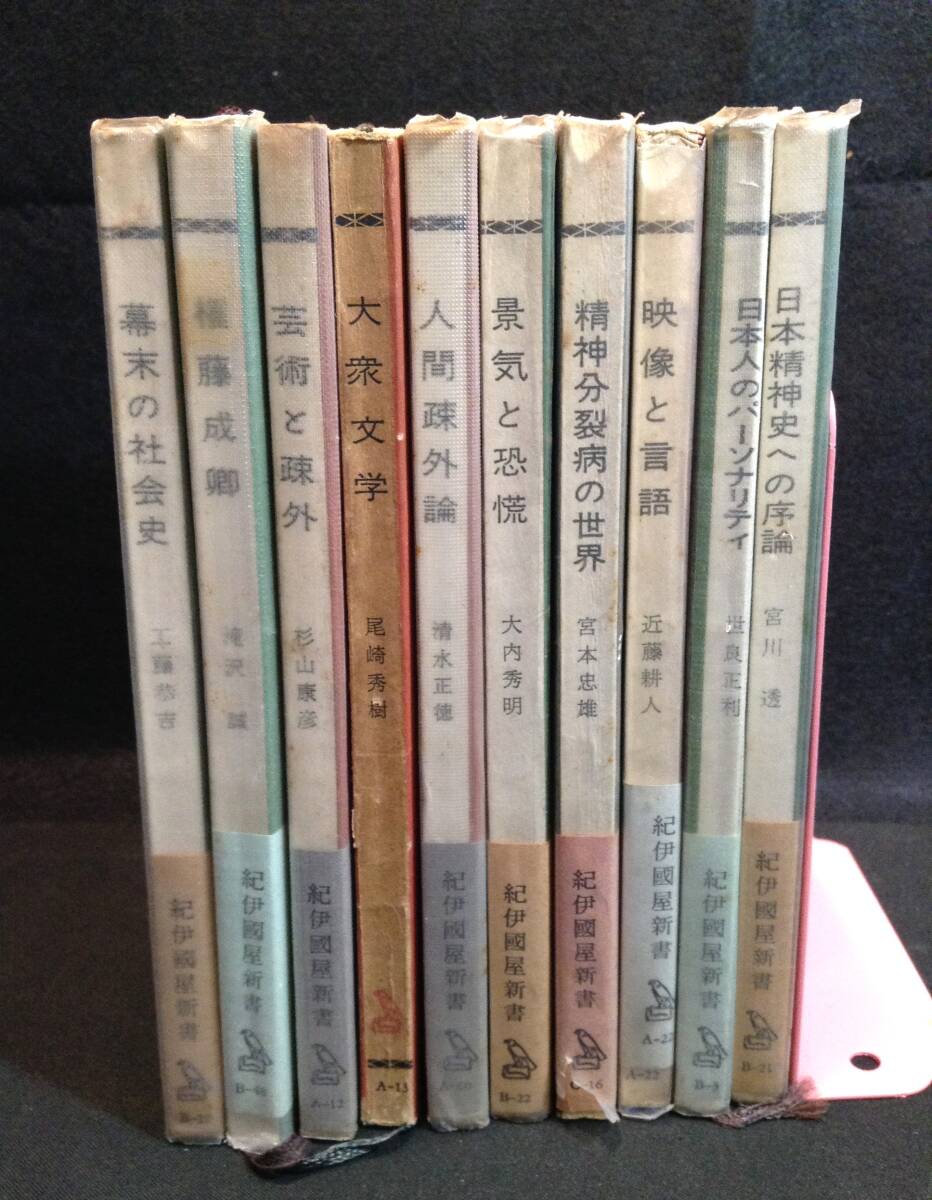 幕末の社会史
工藤恭吉
紀伊國屋新書
権藤成卿
滝沢誠
紀伊國屋新書
芸術と疎外
杉山康彦
紀伊國屋新書
A-12
大衆文学
尾崎秀樹
A-13
人間疎外論
清水正徳
紀伊國屋新書
景気と恐慌
大内秀明
紀伊國屋新書
B-22
精神分裂病の世界
宮本忠雄
紀伊國屋新書
C-16
映像と言語
近藤耕人
紀伊國屋新書
A-22
A-22
日本人のパーソナリティ
世良正利
紀伊國屋新書
B-3
日本精神史への序論
宮川透
紀伊國屋新書
B-21